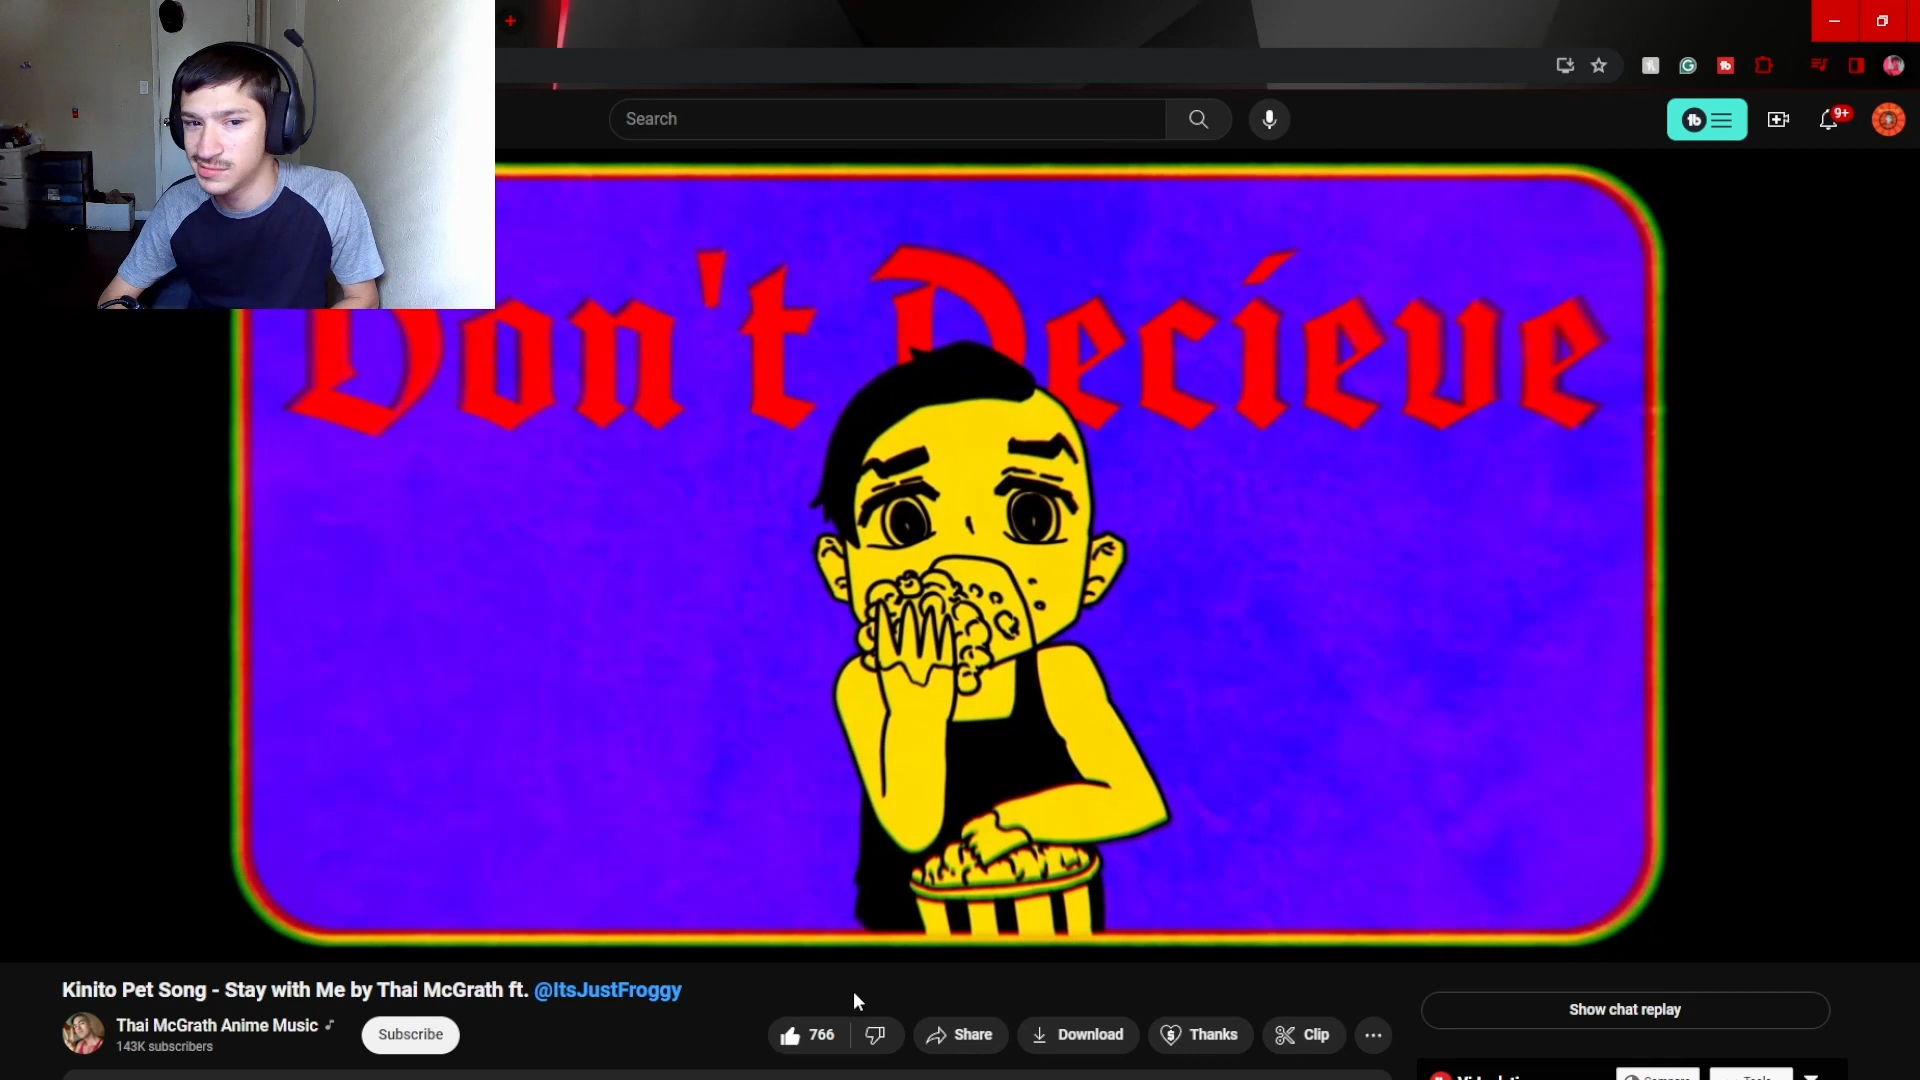 Search
9+
Don't Decieve
Kinito Pet Song - Stay with Me by Thai McGrath ft. @ItsJustFroggy
Thai McGrath Anime Music
143K subscribers
Subscribe
766
Share
Download
Thanks
Clip
Show chat replay